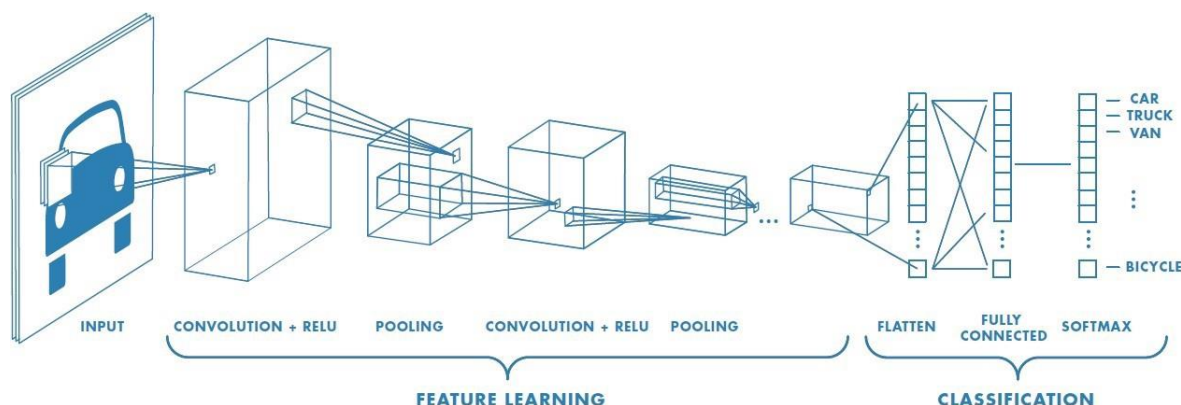 CAR
TRUCK
VAN
BICYCLE
INPUT
CONVOLUTION + RELU
POOLING
CONVOLUTION + RELU
POOLING
FLATTEN
FULLY
CONNECTED
SOFTMAX
FEATURE LEARNING
CLASSIFICATION